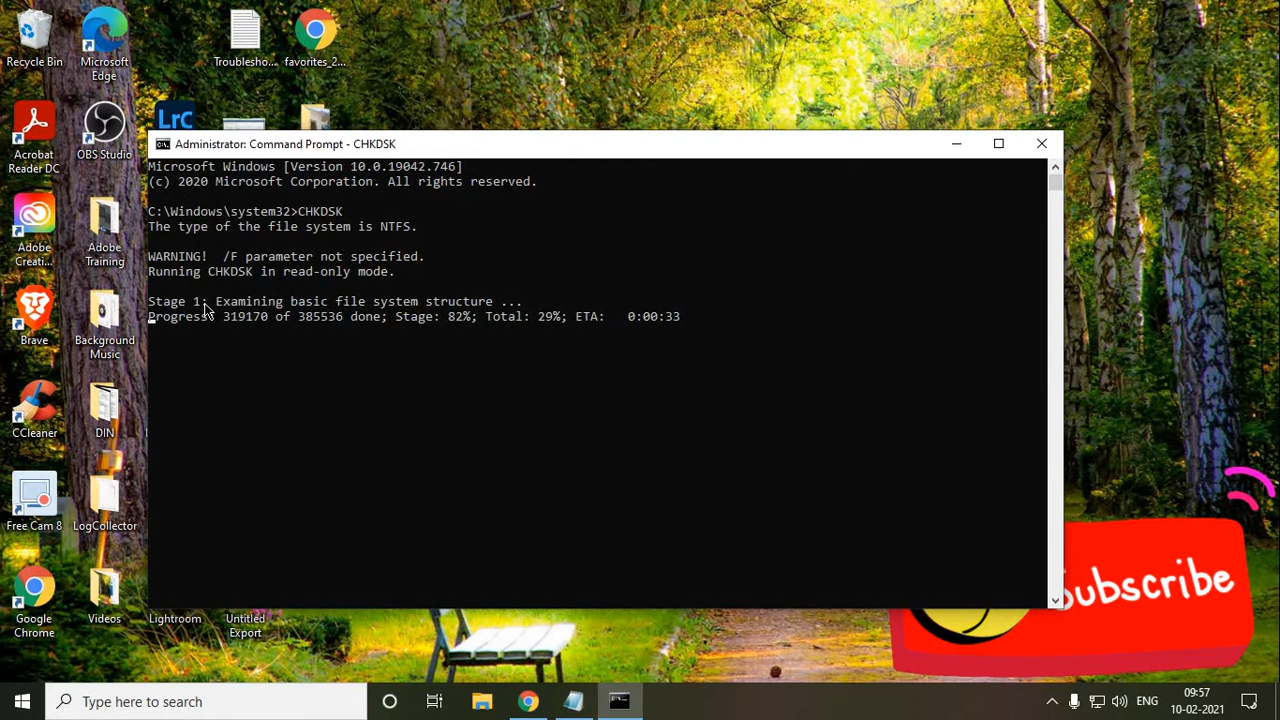 Recycle Bin
Microsoft Edge
Troublesho...
favorites_2...
Acrobat Reader DC
OBS Studio
Lrc
Adobe Creati...
Adobe Training
Brave
Background Music
CCleaner
DIN
Free Cam 8
LogCollector
Google Chrome
Videos
Lightroom
Untitled Export
Administrator: Command Prompt - CHKDSK
Microsoft Windows [Version 10.0.19042.746]
(c) 2020 Microsoft Corporation. All rights reserved.
C:\Windows\system32>CHKDSK
The type of the file system is NTFS.
WARNING!  /F parameter not specified.
Running CHKDSK in read-only mode.
Stage 1: Examining basic file system structure ...
Progress: 319170 of 385536 done; Stage: 82%; Total: 29%; ETA:   0:00:33
Subscribe
Type here to search
ENG
09:57
10-02-2021